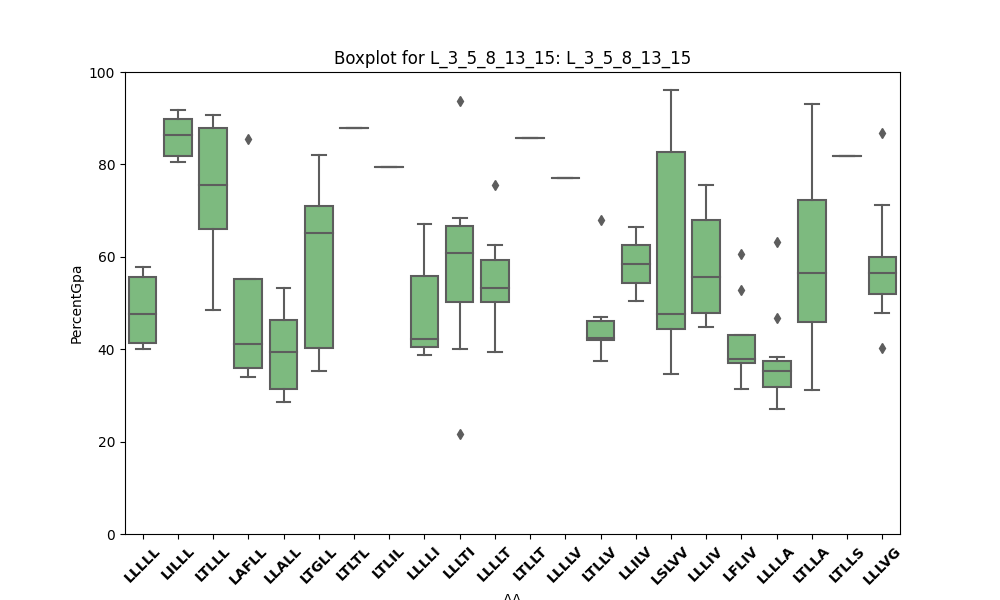 Boxplot for L_3_5_8_13_15: L_3_5_8_13_15
100
80
60
40
20
0
PercentGpa
LLLLL LILLL LTLLL LAFLL LLALL LTGLL LTLTL LTLIL LLLLI LLLTI LLLLT LTLLT LLLLV LTLLV LLILV LSLVV LLLIV LFLIV LLLLA LTLLA LTLLS LLLVG
AA